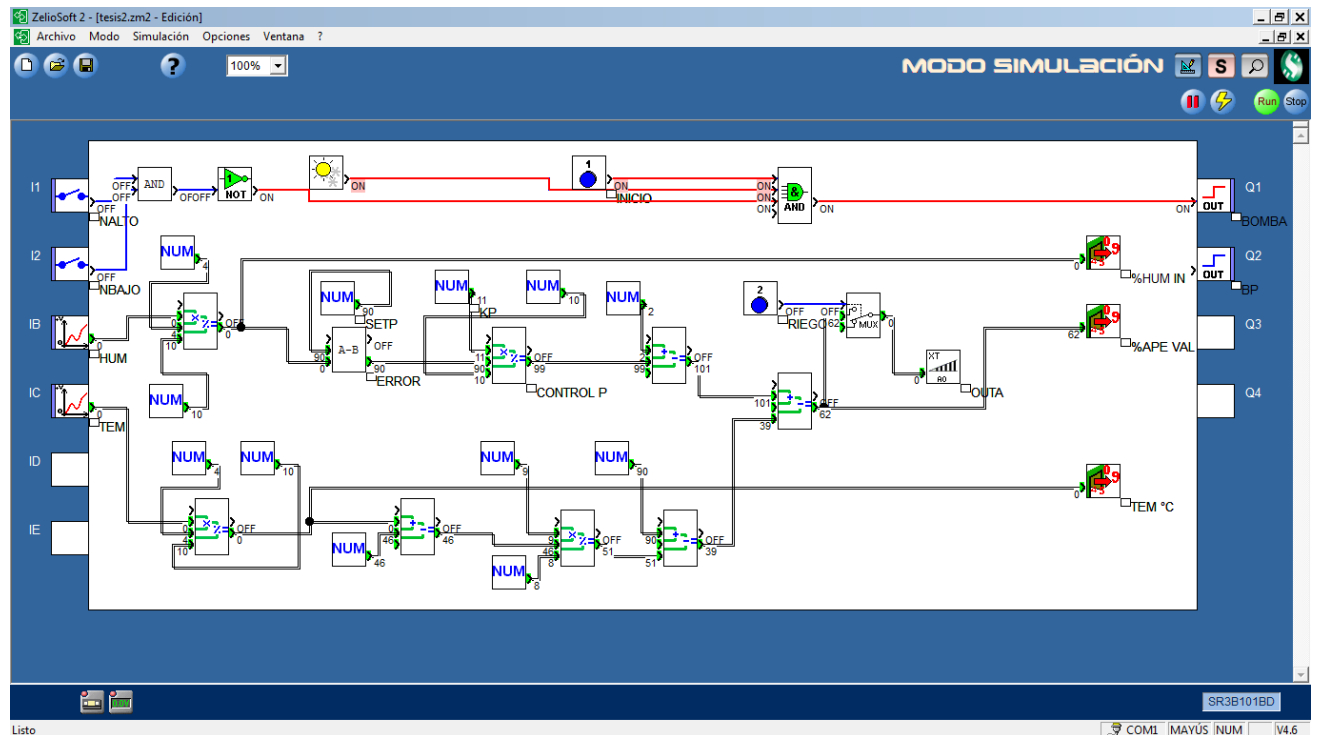 ZelioSoft 2 - [tesis2.zm2 - Edición]
Archivo Modo Simulación Opciones Ventana ?
100%
MODO SIMULACIÓN
S
Run Stop
I1
OFF
OFF
AND
OFOFF
1
NOT
ON
ON
1
ON
INICIO
ON
ON
ON
&
AND
ON
ON
OUT
Q1
BOMBA
OFF
NALTO
I2
OFF
NBAJO
NUM
4
0
4
10
OFF
0
NUM
90
SETP
90
0
A-B
OFF
90
ERROR
NUM
11
KP
NUM
10
11
90
10
OFF
99
CONTROL P
NUM
2
2
99
OFF
101
2
OFF
RIEGO
OFF
62
MUX
0
XT
AO
0
OUTA
0
%HUM IN
OUT
Q2
BP
IB
0
HUM
62
%APE VAL
Q3
IC
0
TEM
NUM
10
101
39
OFF
62
Q4
ID
NUM
4
NUM
10
NUM
9
NUM
90
0
TEM °C
IE
0
4
10
OFF
0
NUM
46
0
46
OFF
46
9
46
8
OFF
51
NUM
8
90
51
OFF
39
SR3B101BD
Listo
COM1 MAYÚS NUM V4.6